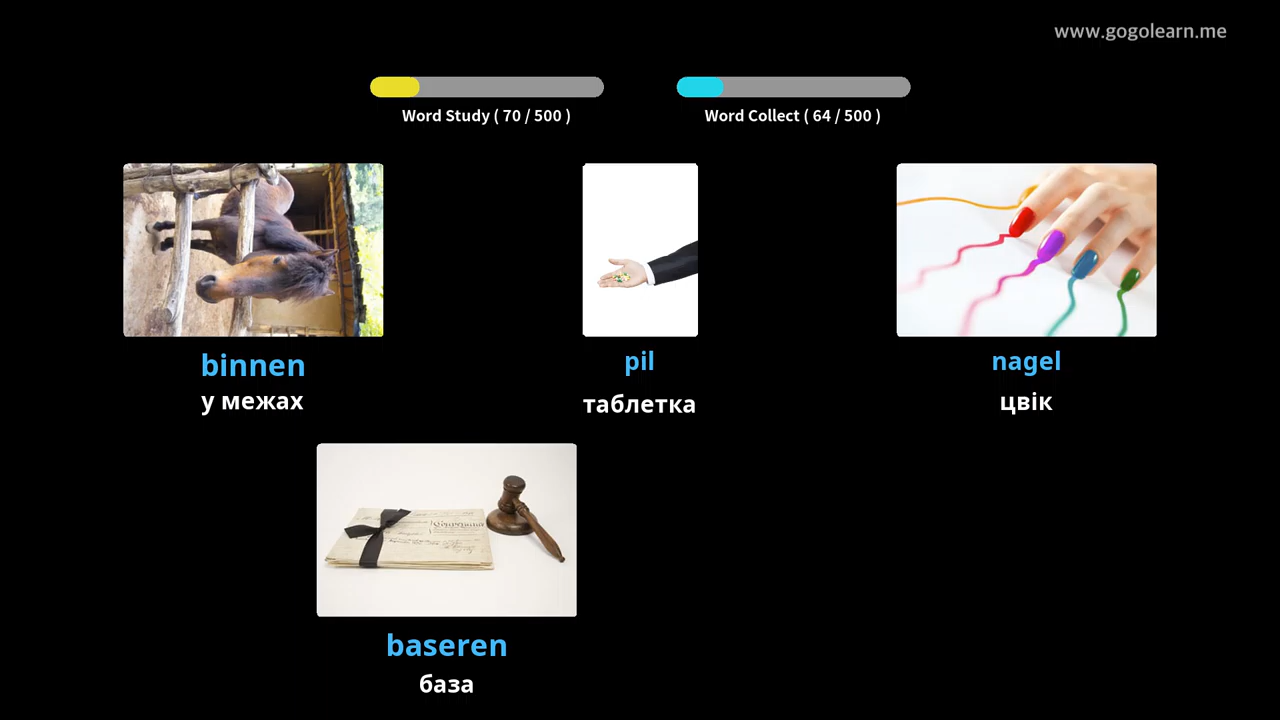 www.gogolearn.me
Word Study ( 70 / 500 )
Word Collect ( 64 / 500 )
binnen
у межах
pil
таблетка
nagel
цвік
baseren
база